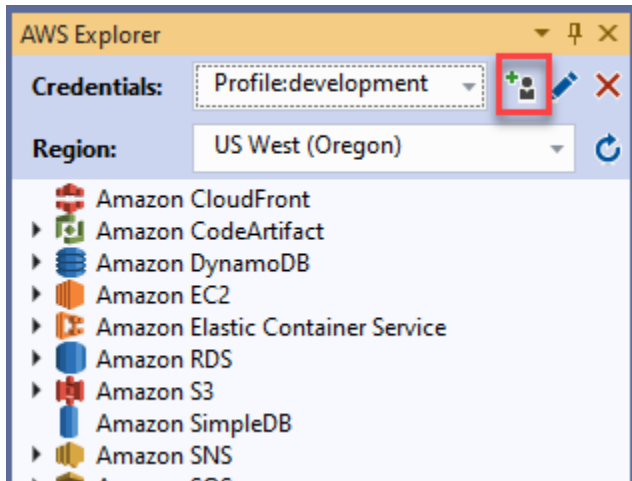 AWS Explorer
Credentials: Profile:development
Region: US West (Oregon)
Amazon CloudFront
Amazon CodeArtifact
Amazon DynamoDB
Amazon EC2
Amazon Elastic Container Service
Amazon RDS
Amazon S3
Amazon SimpleDB
Amazon SNS